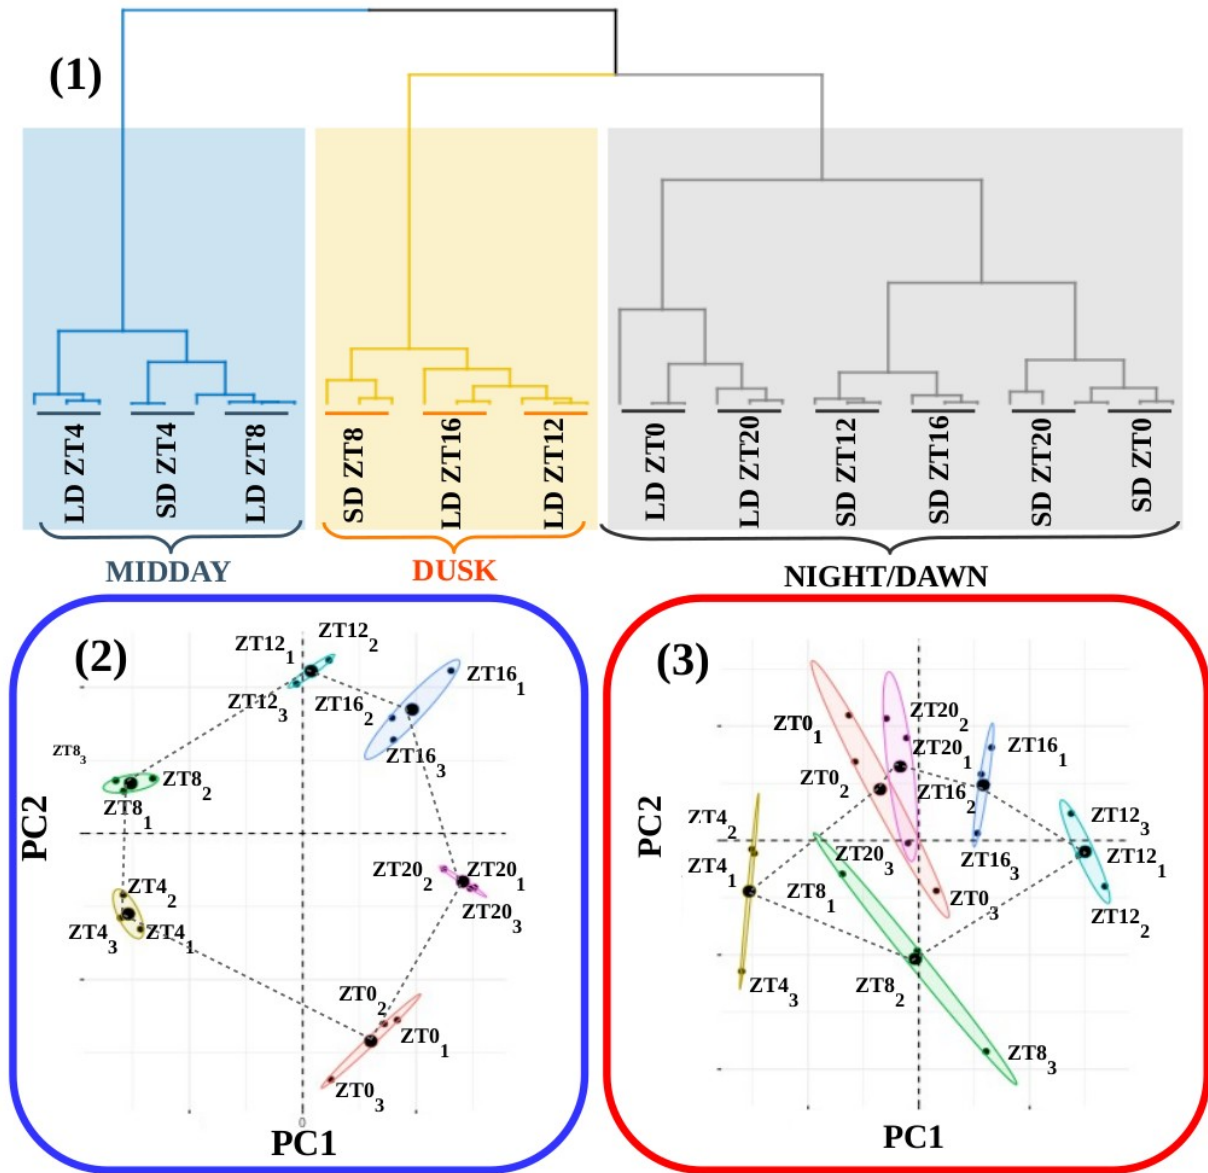 (1)
LD ZT4
SD ZT4
LD ZT8
SD ZT8
LD ZT16
LD ZT12
LD ZT0
LD ZT20
SD ZT12
SD ZT16
SD ZT20
SD ZT0
MIDDAY
DUSK
NIGHT/DAWN
(2)
ZT12₁
ZT12₂
ZT12₃
ZT16₁
ZT16₂
ZT16₃
ZT8₃
ZT8₂
ZT8₁
ZT4₂
ZT4₃
ZT4₁
ZT20₂
ZT20₁
ZT20₃
ZT0₂
ZT0₁
ZT0₃
0
PC2
PC1
(3)
ZT0₁
ZT0₂
ZT20₂
ZT20₁
ZT16₁
ZT16₂
ZT16₃
ZT4₂
ZT4₁
ZT4₃
ZT20₃
ZT8₁
ZT0₃
ZT12₃
ZT12₁
ZT12₂
ZT8₂
ZT8₃
PC2
PC1